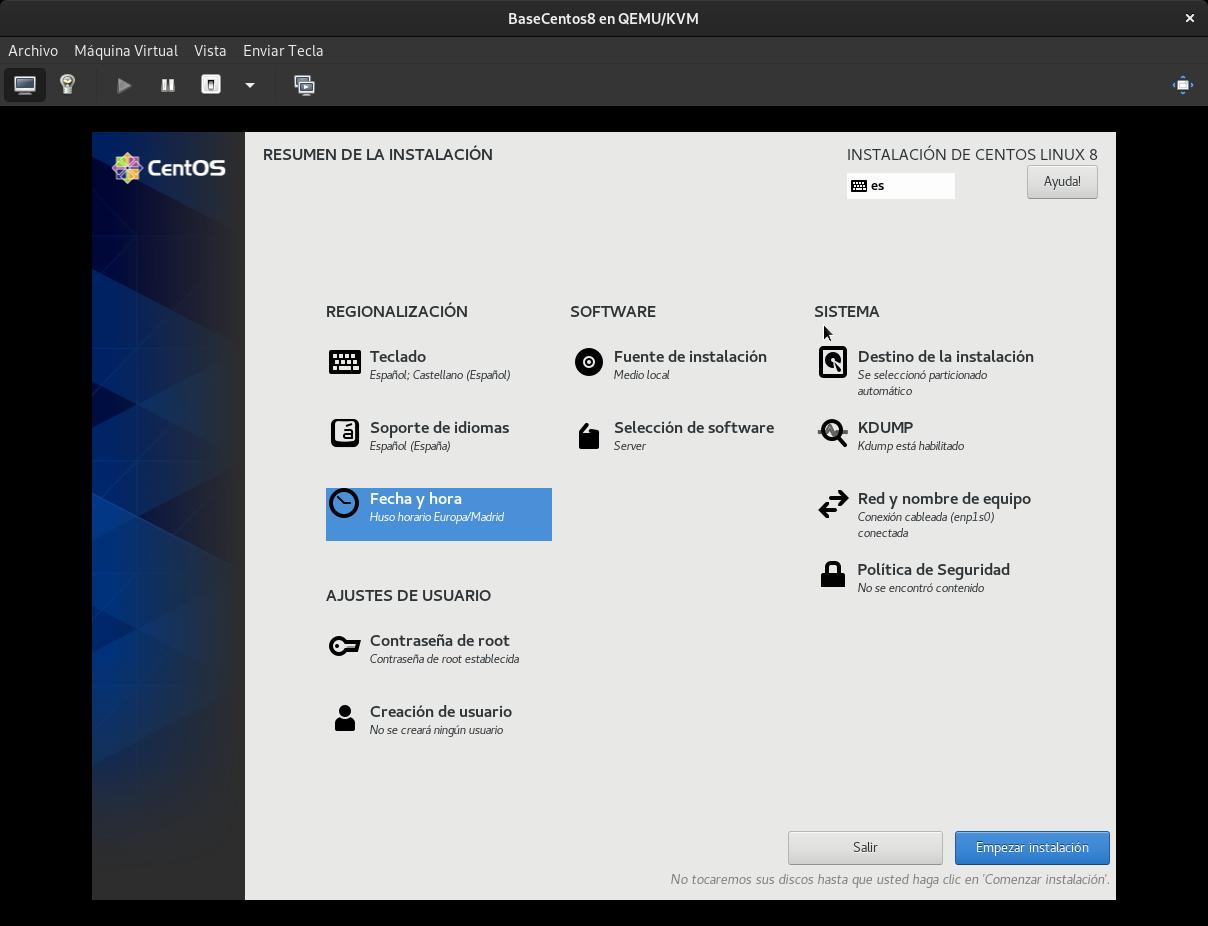 BaseCentos8 en QEMU/KVM
Archivo Máquina Virtual Vista Enviar Tecla
CentOS
RESUMEN DE LA INSTALACIÓN
INSTALACIÓN DE CENTOS LINUX 8
es
Ayuda!
REGIONALIZACIÓN
Teclado
Español; Castellano (Español)
Soporte de idiomas
Español (España)
Fecha y hora
Huso horario Europa/Madrid
SOFTWARE
Fuente de instalación
Medio local
Selección de software
Server
SISTEMA
Destino de la instalación
Se seleccionó particionado
automático
KDUMP
Kdump está habilitado
Red y nombre de equipo
Conexión cableada (enp1s0)
conectada
Política de Seguridad
No se encontró contenido
AJUSTES DE USUARIO
Contraseña de root
Contraseña de root establecida
Creación de usuario
No se creará ningún usuario
Salir
Empezar instalación
No tocaremos sus discos hasta que usted haga clic en 'Comenzar instalación'.